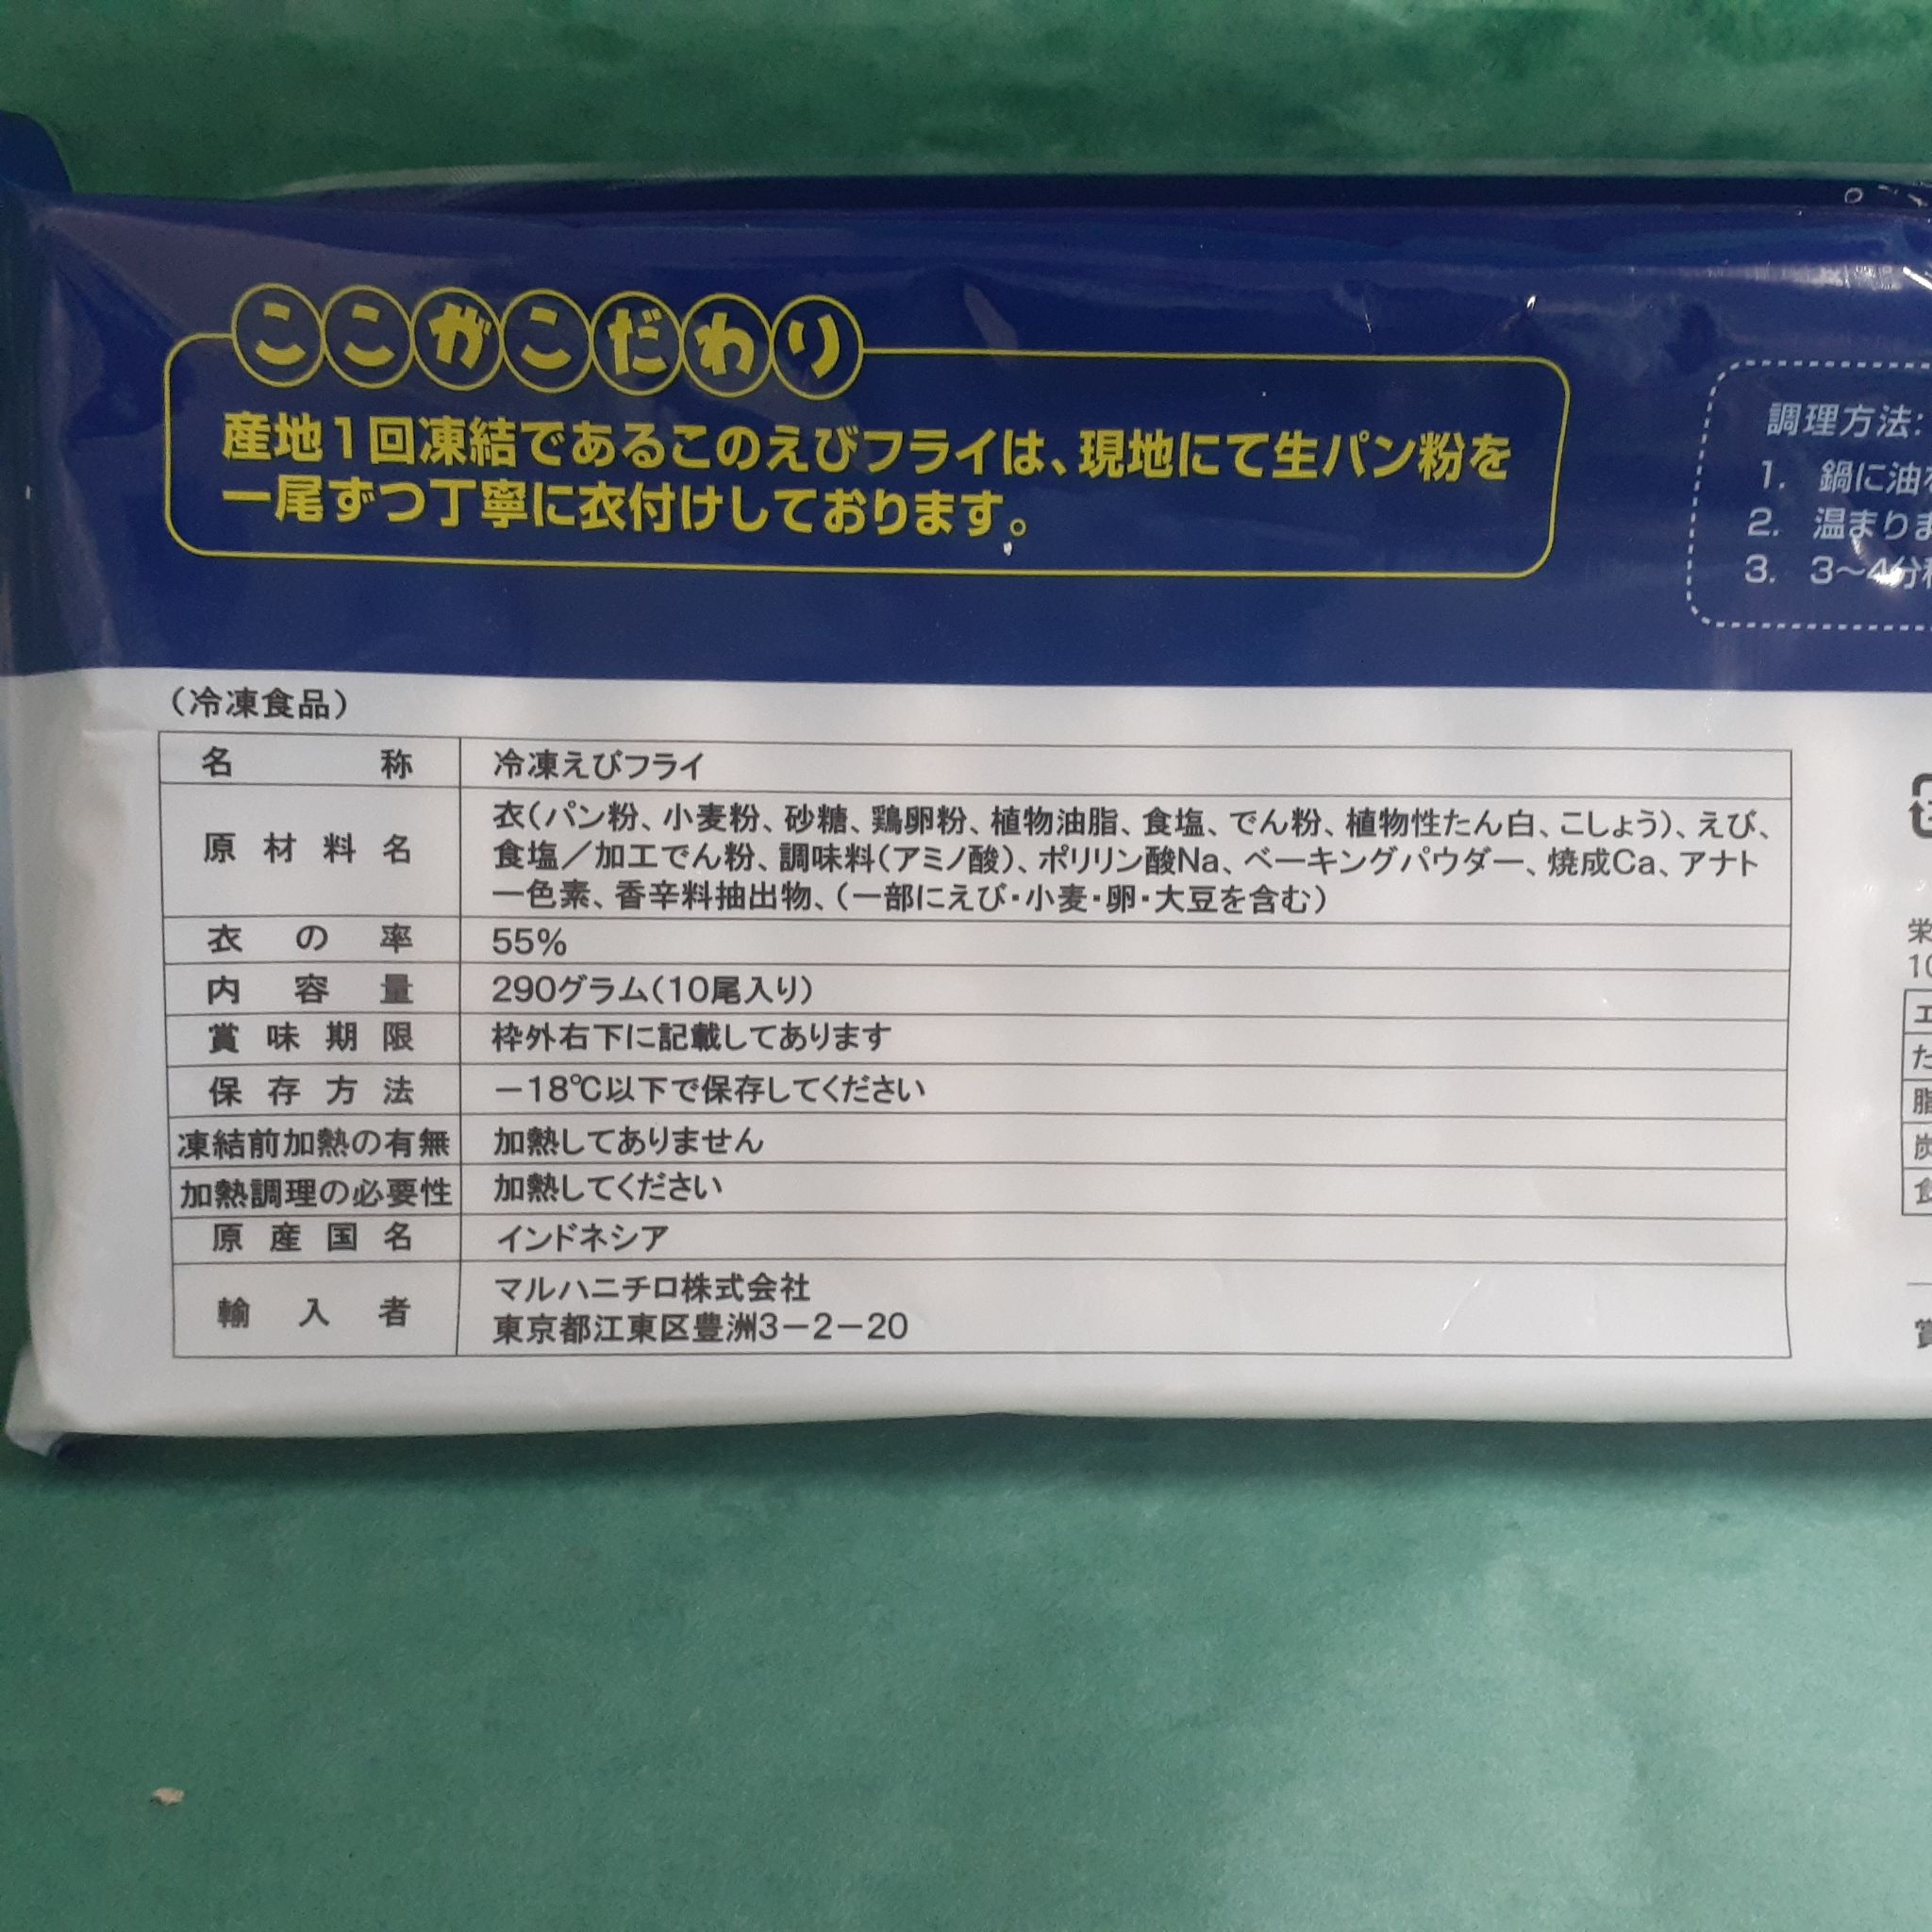 ここがこだわり
産地1回凍結であるこのえびフライは、現地にて生パン粉を
一尾ずつ丁寧に衣付けしております。
調理方法:
1. 鍋に油
2. 温まりま
3. 3〜4分
(冷凍食品)
名称 冷凍えびフライ
原材料名 衣(パン粉、小麦粉、砂糖、鶏卵粉、植物油脂、食塩、でん粉、植物性たん白、こしょう)、えび、
食塩/加工でん粉、調味料(アミノ酸)、ポリリン酸Na、ベーキングパウダー、焼成Ca、アナト
ー色素、香辛料抽出物、(一部にえび・小麦・卵・大豆を含む)
衣の率 55%
内容量 290グラム(10尾入り)
賞味期限 枠外右下に記載してあります
保存方法 −18℃以下で保存してください
凍結前加熱の有無 加熱してありません
加熱調理の必要性 加熱してください
原産国名 インドネシア
輸入者 マルハニチロ株式会社
東京都江東区豊洲3−2−20
栄
10
エ
た
脂
炭
食
賞